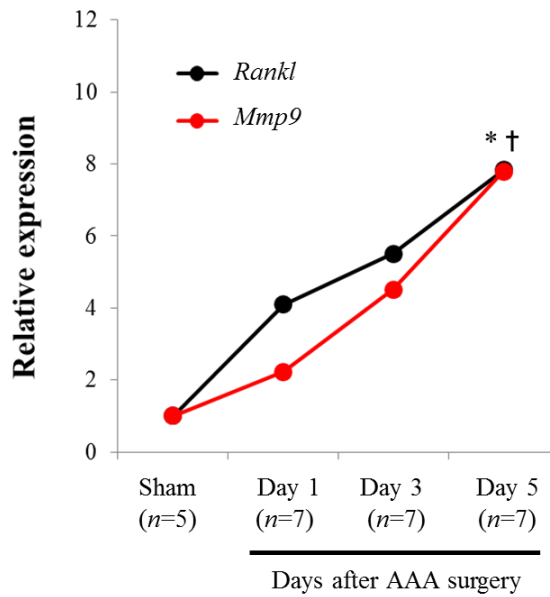 Relative expression
12
10
8
6
4
2
0
Rankl
Mmp9
* †
Sham Day 1 Day 3 Day 5
(n=5) (n=7) (n=7) (n=7)
Days after AAA surgery